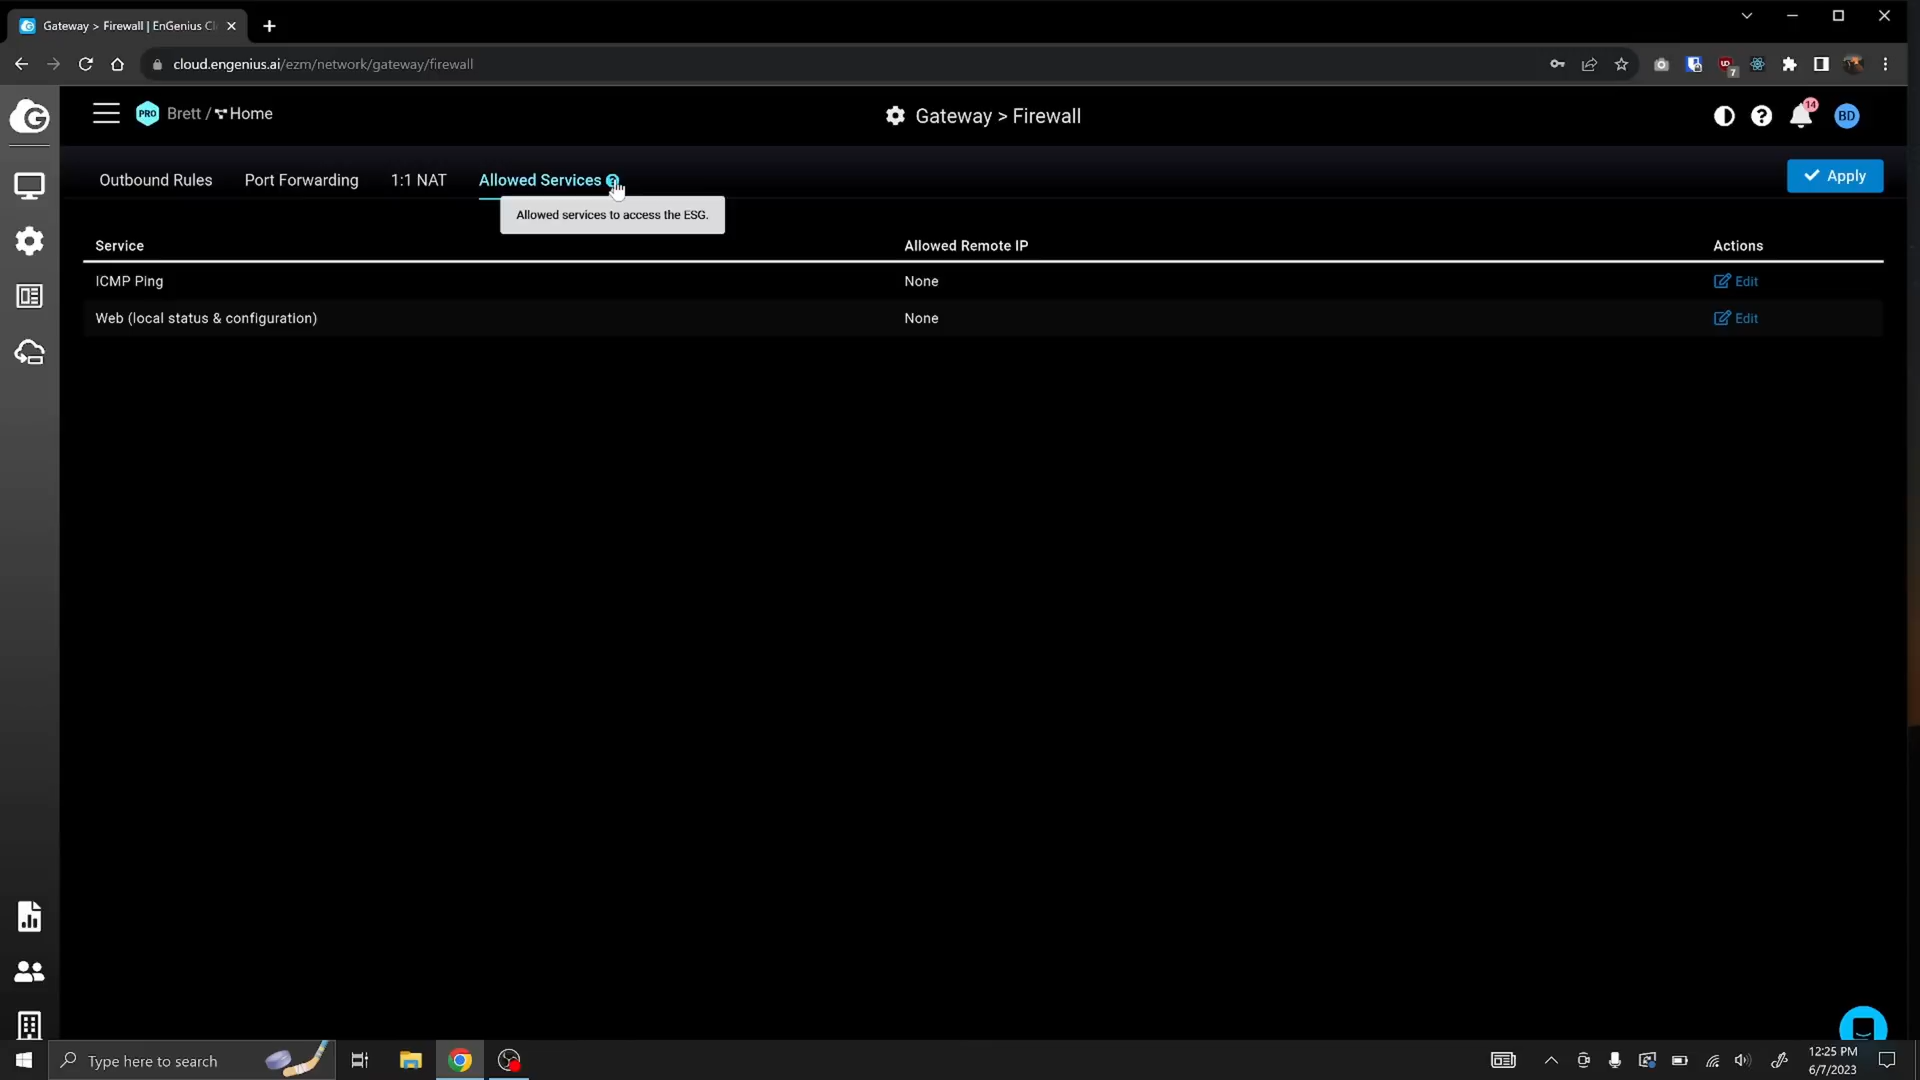 Gateway > Firewall | EnGenius Cl
cloud.engenius.ai/ezm/network/gateway/firewall
7
PRO Brett / Home
Gateway > Firewall
14
BD
Outbound Rules Port Forwarding 1:1 NAT Allowed Services
Apply
Allowed services to access the ESG.
Service Allowed Remote IP Actions
ICMP Ping None Edit
Web (local status & configuration) None Edit
Type here to search
12:25 PM
6/7/2023